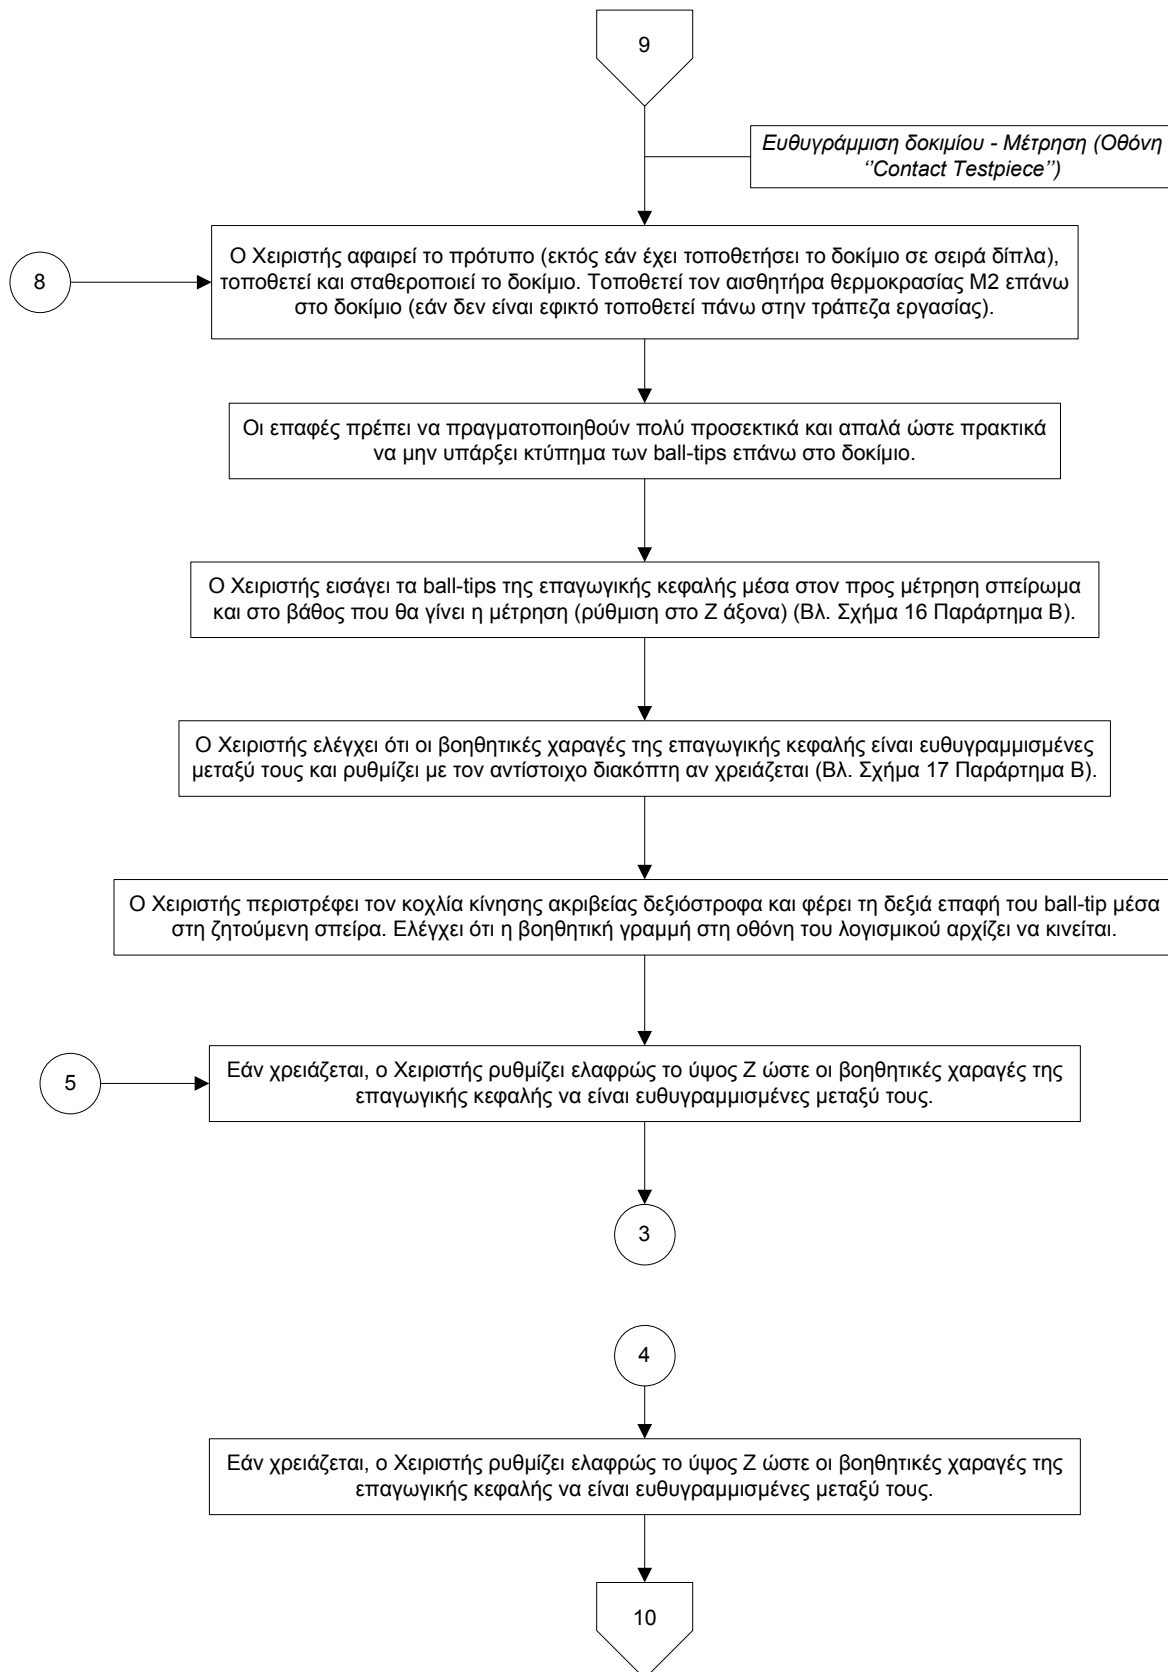 9
Ευθυγράμμιση δοκιμίου - Μέτρηση (Οθόνη
‘’Contact Testpiece’’)
8
Ο Χειριστής αφαιρεί το πρότυπο (εκτός εάν έχει τοποθετήσει το δοκίμιο σε σειρά δίπλα),
τοποθετεί και σταθεροποιεί το δοκίμιο. Τοποθετεί τον αισθητήρα θερμοκρασίας Μ2 επάνω
στο δοκίμιο (εάν δεν είναι εφικτό τοποθετεί πάνω στην τράπεζα εργασίας).
Οι επαφές πρέπει να πραγματοποιηθούν πολύ προσεκτικά και απαλά ώστε πρακτικά
να μην υπάρξει κτύπημα των ball-tips επάνω στο δοκίμιο.
Ο Χειριστής εισάγει τα ball-tips της επαγωγικής κεφαλής μέσα στον προς μέτρηση σπείρωμα
και στο βάθος που θα γίνει η μέτρηση (ρύθμιση στο Ζ άξονα) (Βλ. Σχήμα 16 Παράρτημα Β).
Ο Χειριστής ελέγχει ότι οι βοηθητικές χαραγές της επαγωγικής κεφαλής είναι ευθυγραμμισμένες
μεταξύ τους και ρυθμίζει με τον αντίστοιχο διακόπτη αν χρειάζεται (Βλ. Σχήμα 17 Παράρτημα Β).
Ο Χειριστής περιστρέφει τον κοχλία κίνησης ακριβείας δεξιόστροφα και φέρει τη δεξιά επαφή του ball-tip μέσα
στη ζητούμενη σπείρα. Ελέγχει ότι η βοηθητική γραμμή στη οθόνη του λογισμικού αρχίζει να κινείται.
5
Εάν χρειάζεται, ο Χειριστής ρυθμίζει ελαφρώς το ύψος Ζ ώστε οι βοηθητικές χαραγές της
επαγωγικής κεφαλής να είναι ευθυγραμμισμένες μεταξύ τους.
3
4
Εάν χρειάζεται, ο Χειριστής ρυθμίζει ελαφρώς το ύψος Ζ ώστε οι βοηθητικές χαραγές της
επαγωγικής κεφαλής να είναι ευθυγραμμισμένες μεταξύ τους.
10